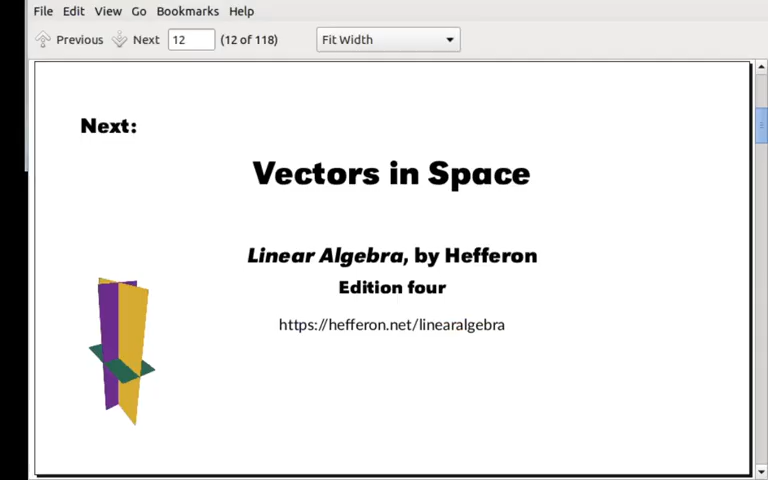 File Edit View Go Bookmarks Help
Previous Next 12 (12 of 118) Fit Width
Next:
Vectors in Space
Linear Algebra, by Hefferon
Edition four
https://hefferon.net/linearalgebra